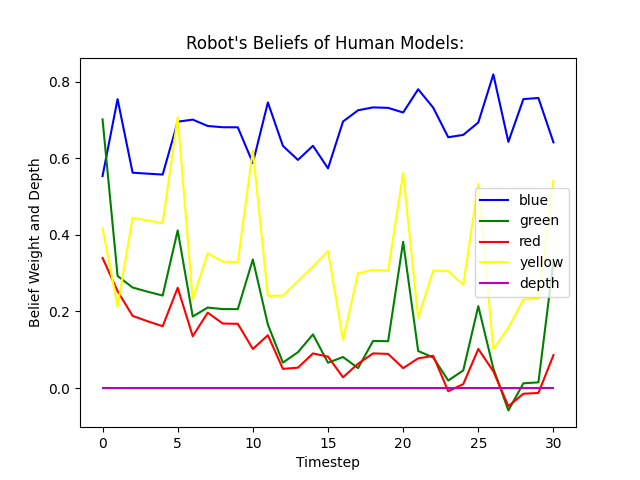 Robot's Beliefs of Human Models:
Belief Weight and Depth
0.8
0.6
0.4
0.2
0.0
blue
green
red
yellow
depth
0 5 10 15 20 25 30
Timestep